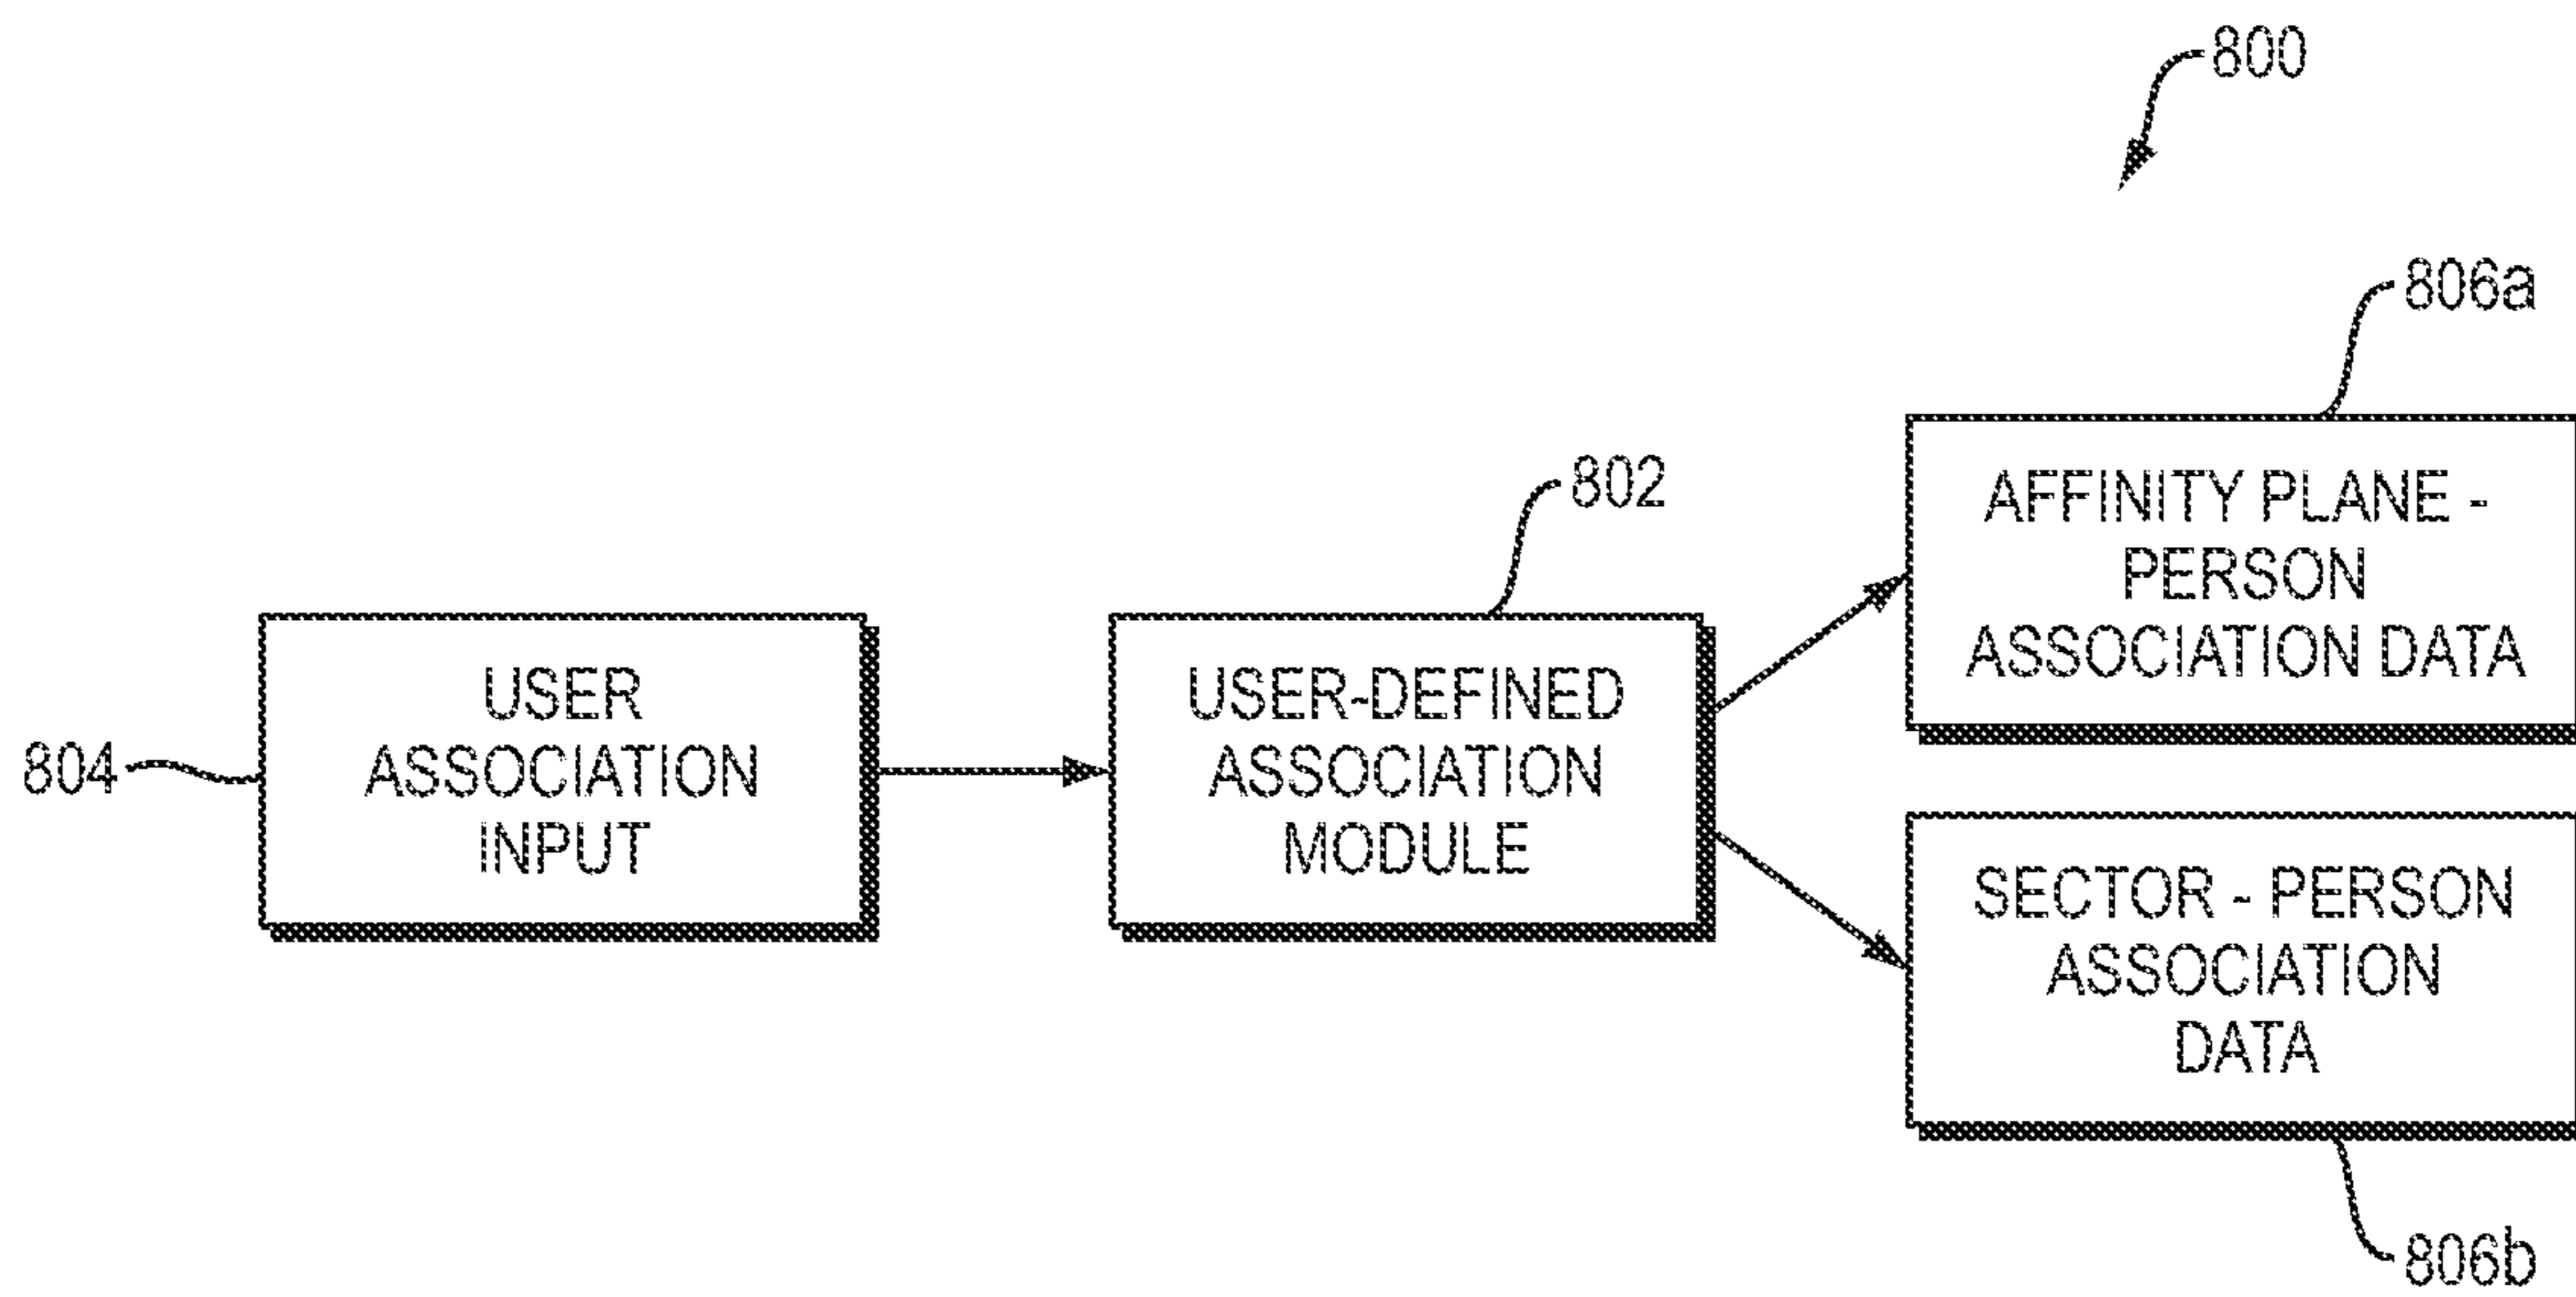 800
806a
AFFINITY PLANE -
PERSON
ASSOCIATION DATA
802
USER-DEFINED
ASSOCIATION
MODULE
804
USER
ASSOCIATION
INPUT
SECTOR - PERSON
ASSOCIATION
DATA
806b